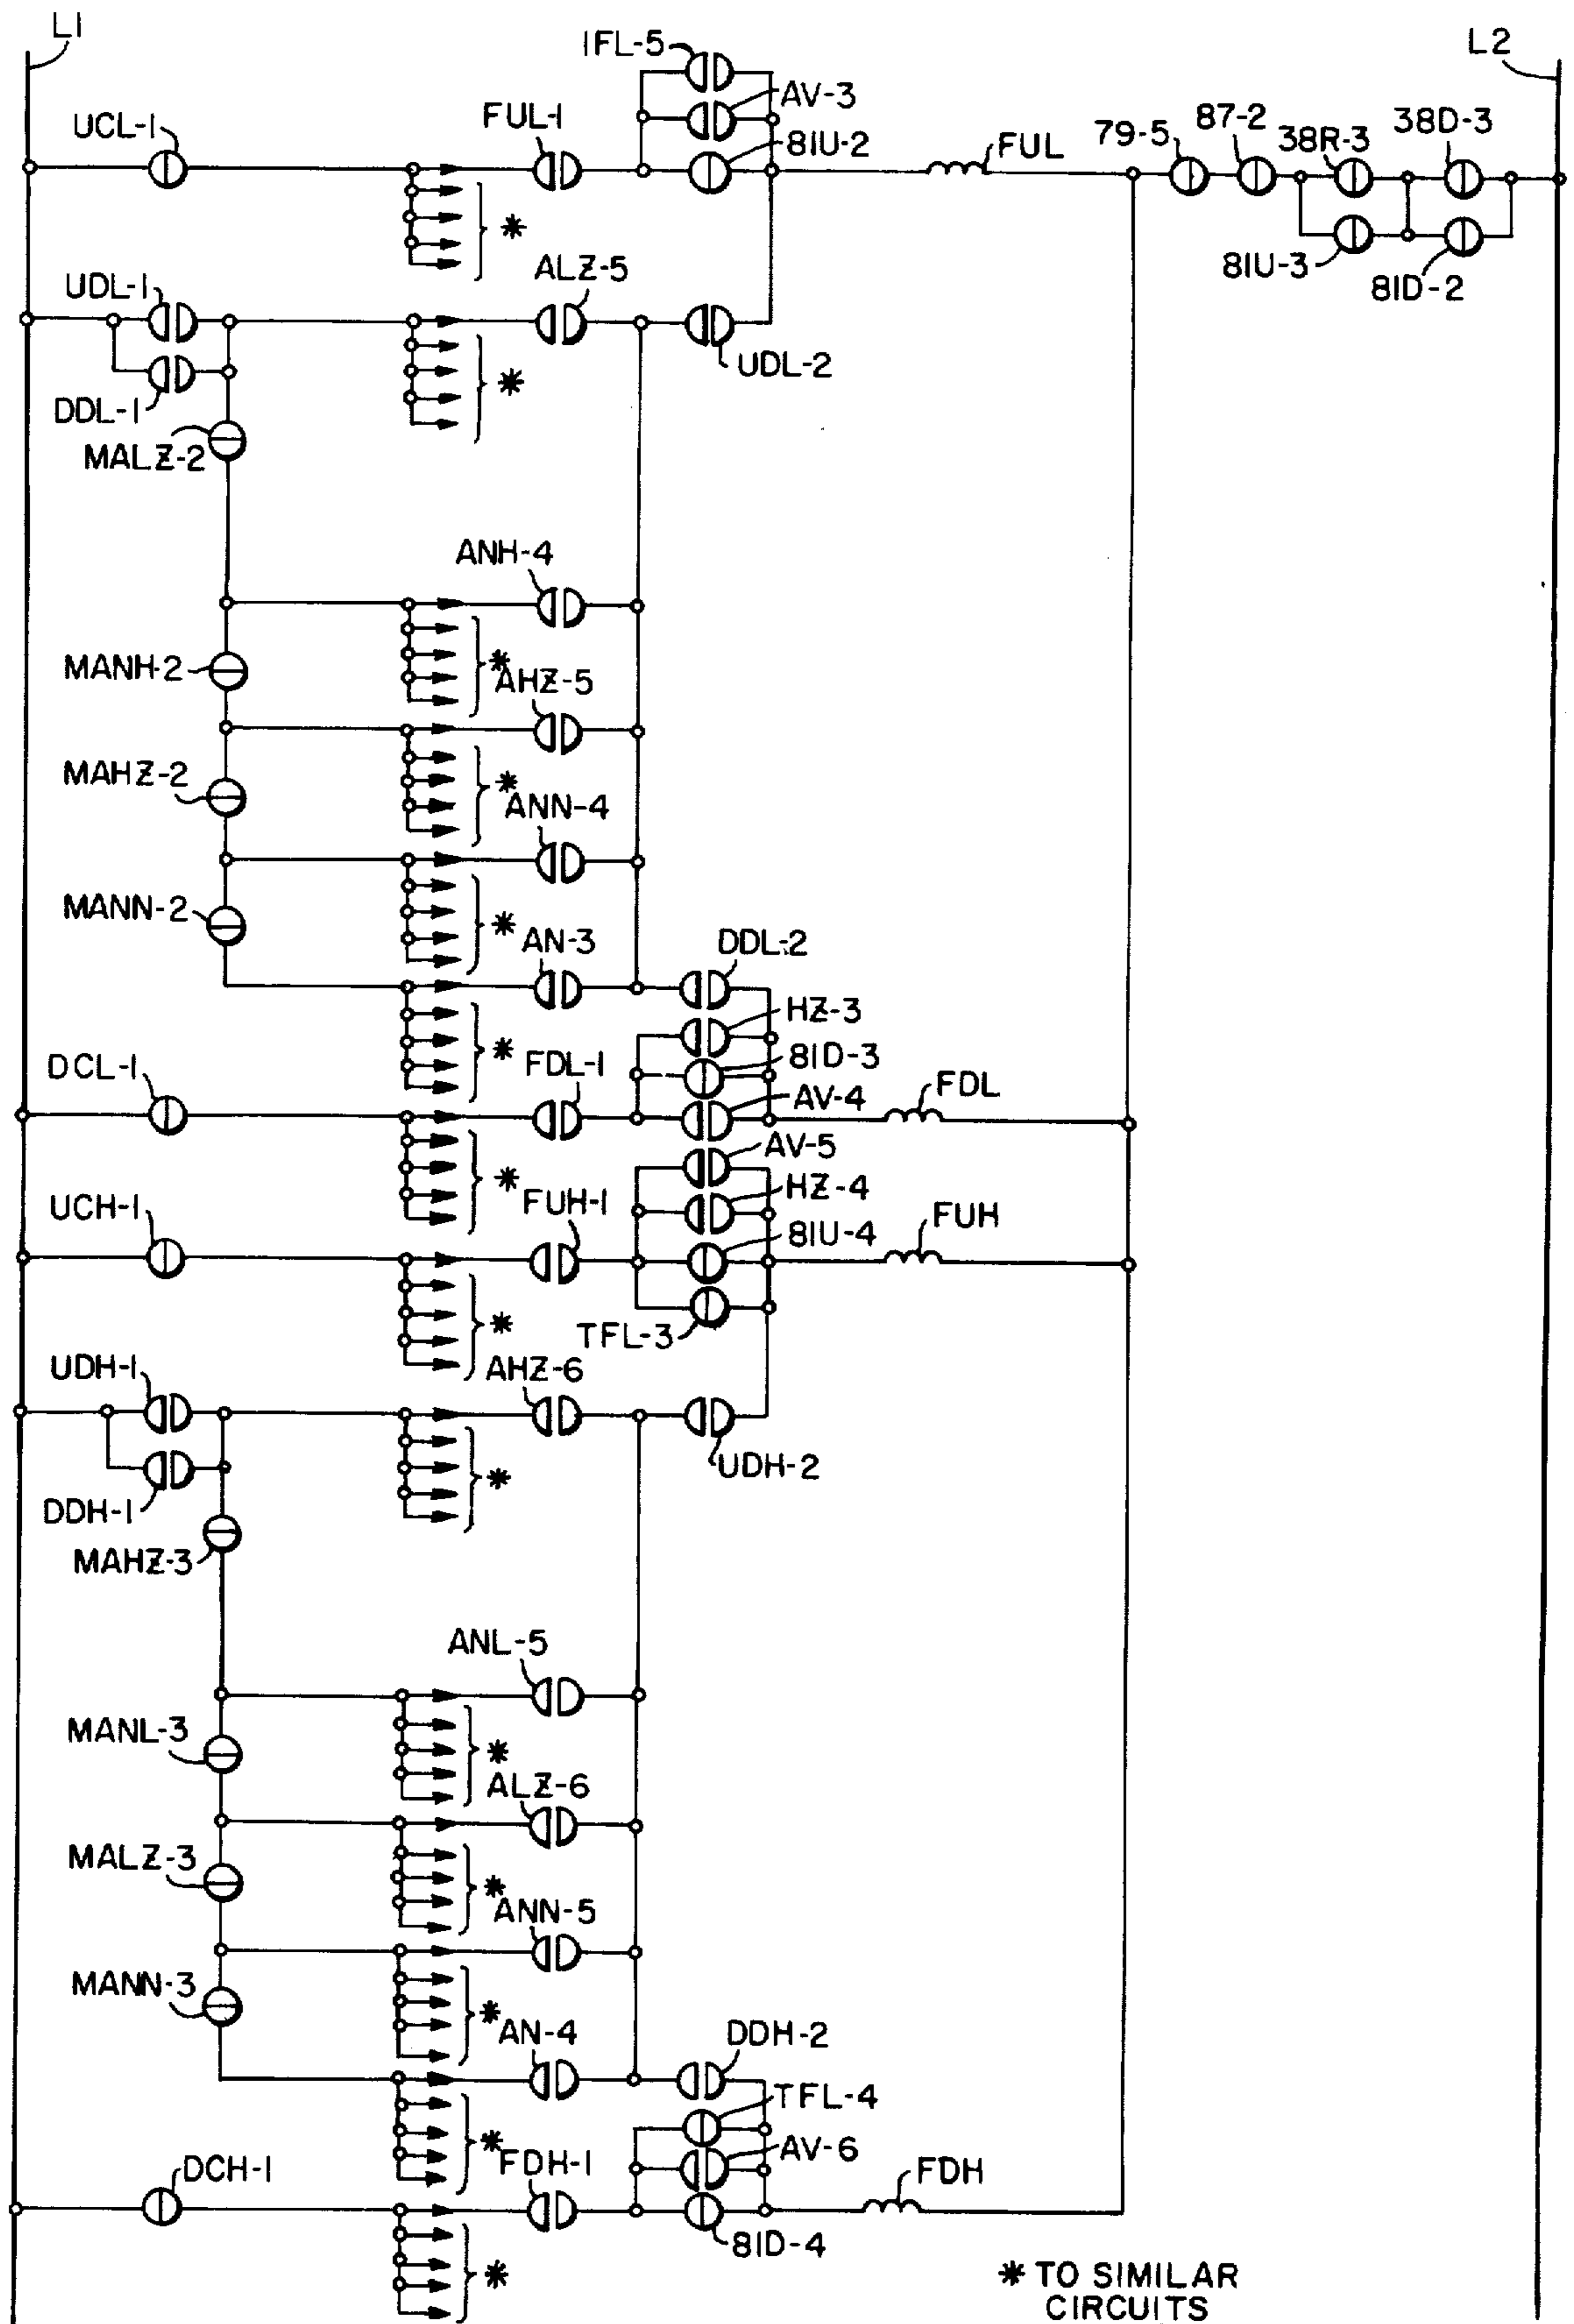 L1
L2
IFL-5
AV-3
UCL-1
FUL-1
81U-2
FUL
79-5
87-2
38R-3
38D-3
*
81U-3
81D-2
UDL-1
ALZ-5
UDL-2
*
DDL-1
MALZ-2
ANH-4
MANH-2
*
AHZ-5
MAHZ-2
*
ANN-4
MANN-2
*
AN-3
DDL-2
HZ-3
*
81D-3
DCL-1
FDL-1
AV-4
FDL
AV-5
*
HZ-4
UCH-1
FUH-1
81U-4
FUH
*
TFL-3
UDH-1
AHZ-6
UDH-2
*
DDH-1
MAHZ-3
ANL-5
MANL-3
*
ALZ-6
MALZ-3
*
ANN-5
MANN-3
*
AN-4
DDH-2
TFL-4
*
AV-6
DCH-1
FDH-1
FDH
81D-4
*
* TO SIMILAR
CIRCUITS